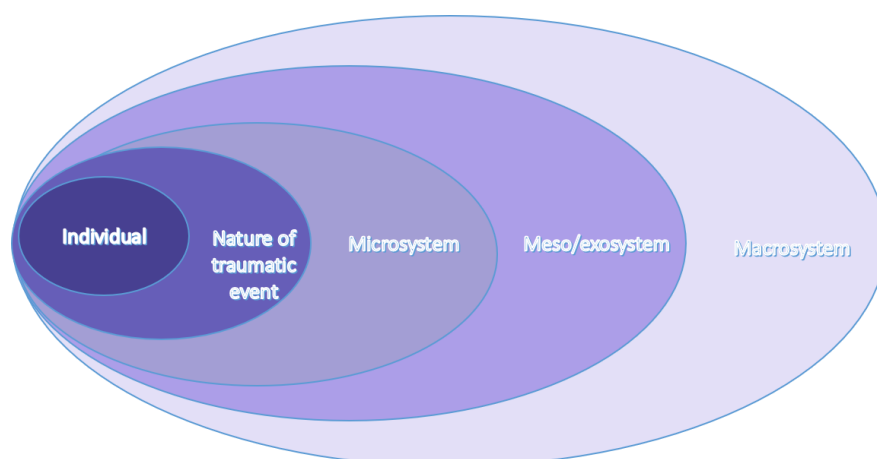 Individual
Nature of
traumatic
event
Microsystem
Meso/exosystem
Macrosystem